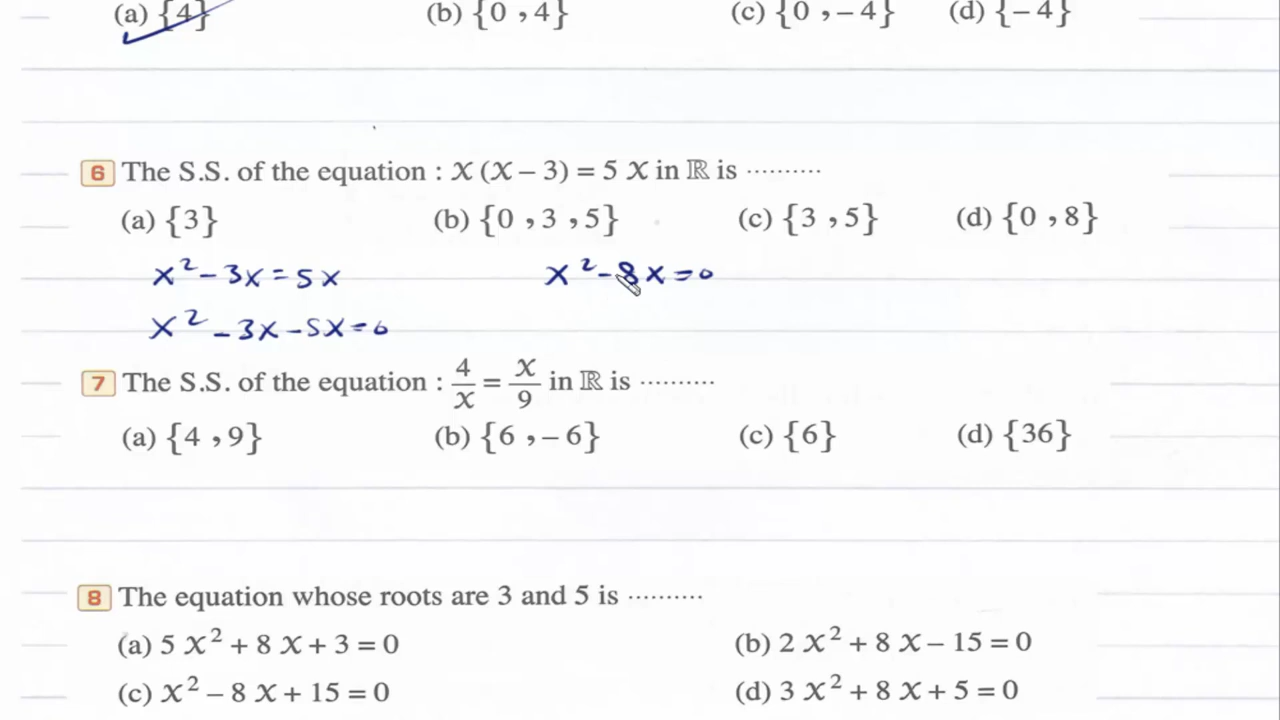 (a) {4} (b) {0 , 4} (c) {0 , – 4} (d) {– 4}
6 The S.S. of the equation : x (x – 3) = 5 x in ℝ is ··········
(a) {3} (b) {0 , 3 , 5} (c) {3 , 5} (d) {0 , 8}
x² – 3x = 5x x² – 8x = 0
x² – 3x – 5x = 0
7 The S.S. of the equation : 4/x = x/9 in ℝ is ··········
(a) {4 , 9} (b) {6 , – 6} (c) {6} (d) {36}
8 The equation whose roots are 3 and 5 is ··········
(a) 5 x² + 8 x + 3 = 0 (b) 2 x² + 8 x – 15 = 0
(c) x² – 8 x + 15 = 0 (d) 3 x² + 8 x + 5 = 0